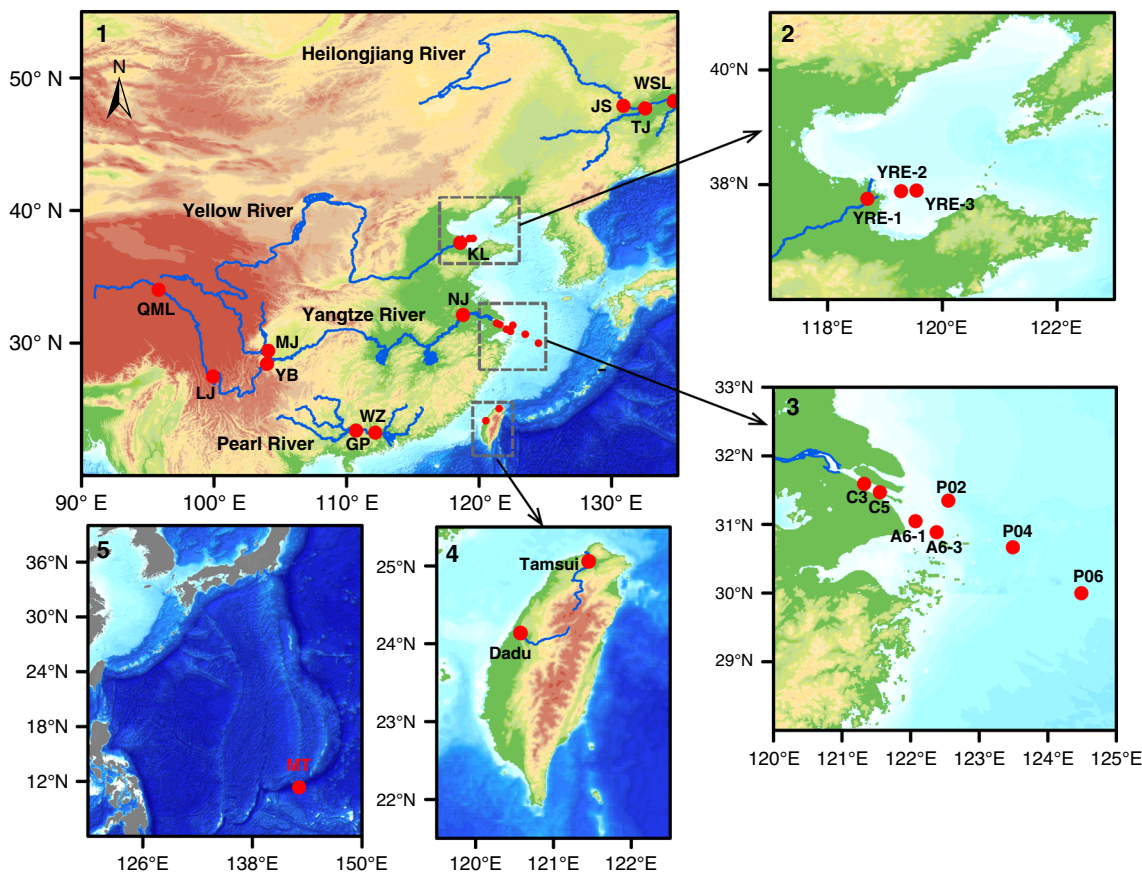 1
N
Heilongjiang River
WSL
JS
TJ
Yellow River
KL
QML
NJ
Yangtze River
MJ
YB
LJ
WZ
GP
Pearl River
50° N
40° N
30° N
90° E
100° E
110° E
120° E
130° E
2
YRE-2
YRE-3
YRE-1
40°N
38°N
118°E
120°E
122°E
3
C3
C5
P02
A6-1
A6-3
P04
P06
33°N
32°N
31°N
30°N
29°N
120°E
121°E
122°E
123°E
124°E
125°E
5
MT
36°N
30°N
24°N
18°N
12°N
126°E
138°E
150°E
4
Tamsui
Dadu
25°N
24°N
23°N
22°N
120°E
121°E
122°E